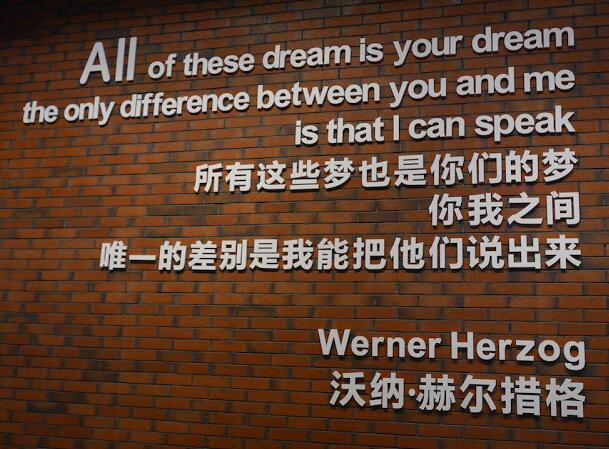 All of these dream is your dream
the only difference between you and me
is that I can speak
所有这些梦也是你们的梦
你我之间
唯一的差别是我能把他们说出来
Werner Herzog
沃纳·赫尔措格